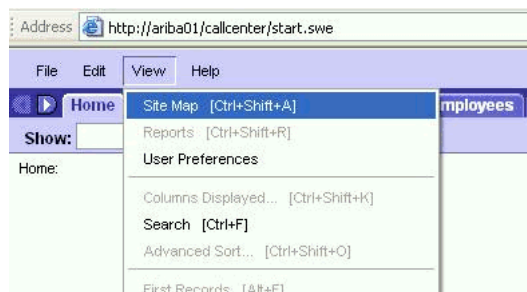 Address http://ariba01/callcenter/start.swe
File Edit View Help
Home
Site Map [Ctrl+Shift+A]
mployees
Reports [Ctrl+Shift+R]
Show:
User Preferences
Home:
Columns Displayed... [Ctrl+Shift+K]
Search [Ctrl+F]
Advanced Sort... [Ctrl+Shift+O]
First Records [Alt+F]